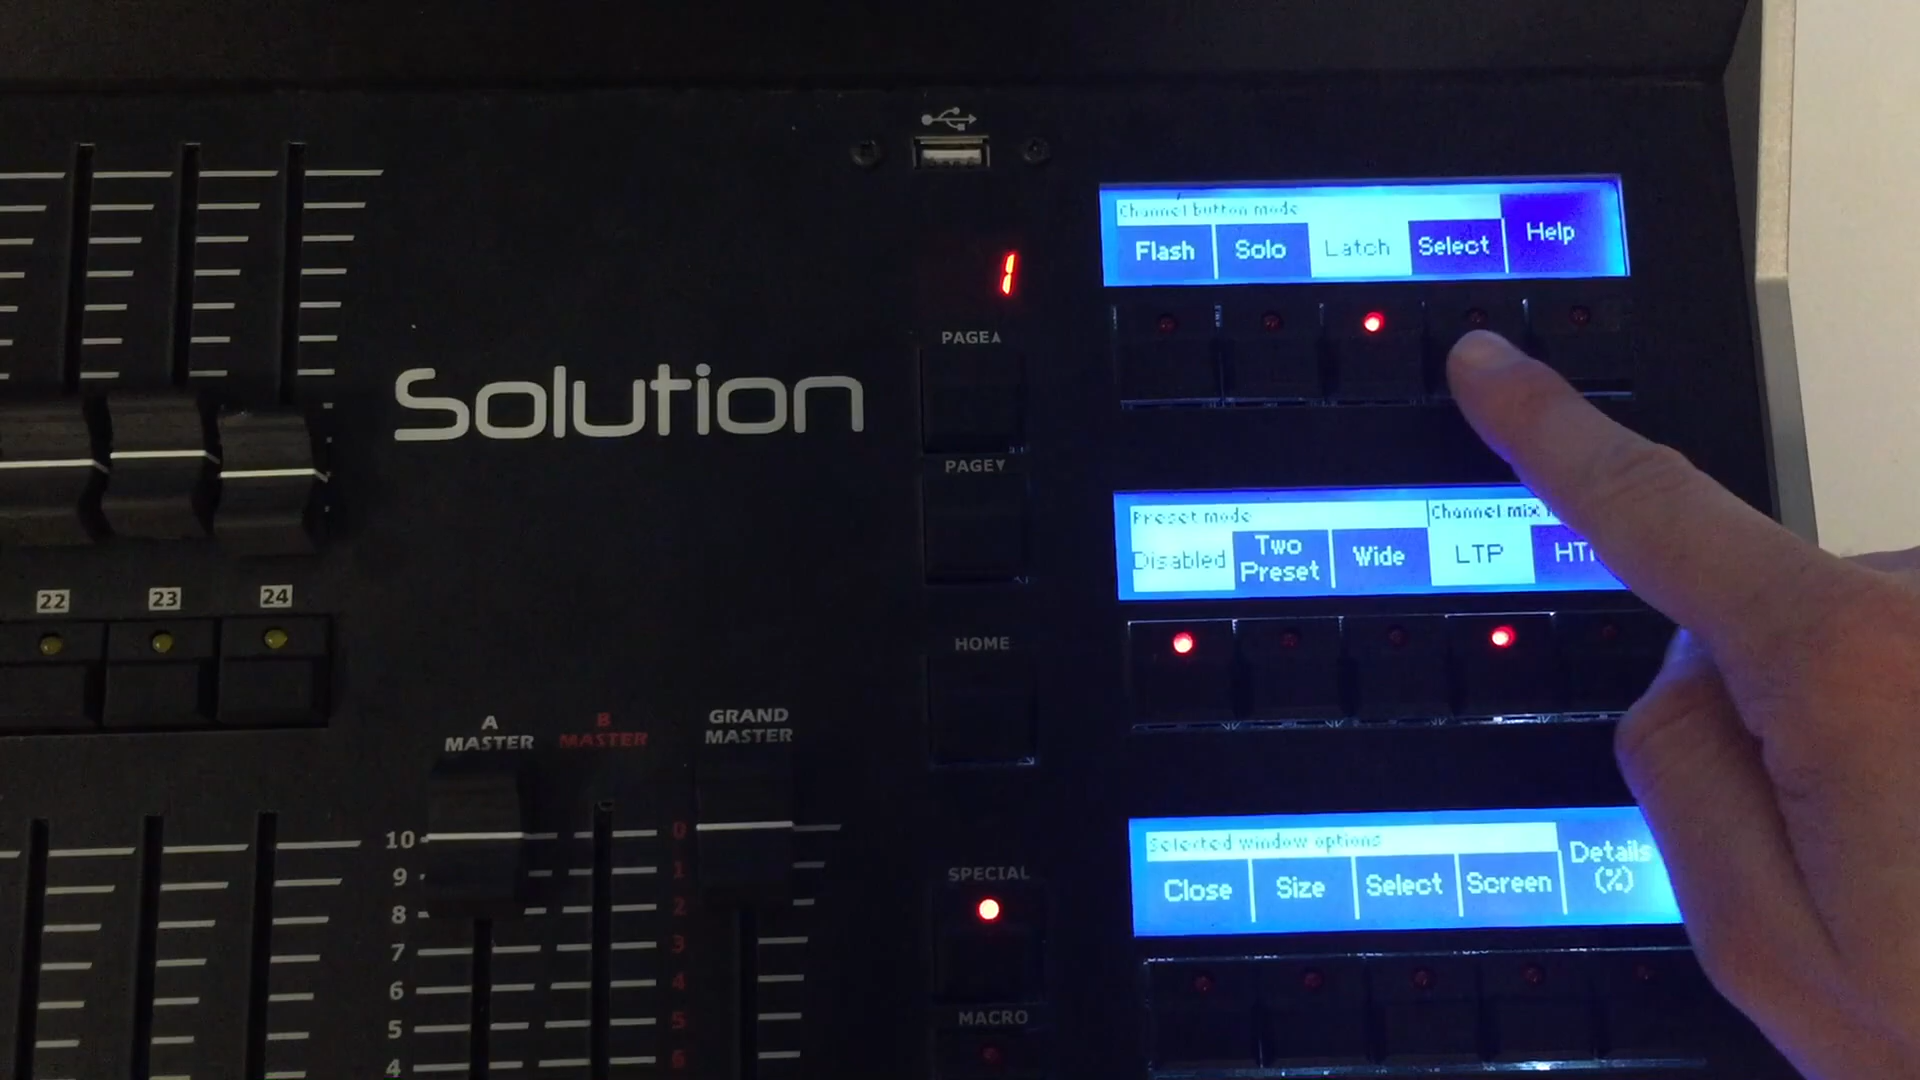 Channel button mode
Flash Solo Latch Select Help
1
PAGE▲
Solution
PAGE▼
Preset mode Channel mix
Disabled Two Preset Wide LTP
22 23 24
HOME
A MASTER B MASTER GRAND MASTER
Selected window options
Close Size Select Screen Details (%)
SPECIAL
MACRO
10 0
9 1
8 2
7 3
6 4
5 5
4 6